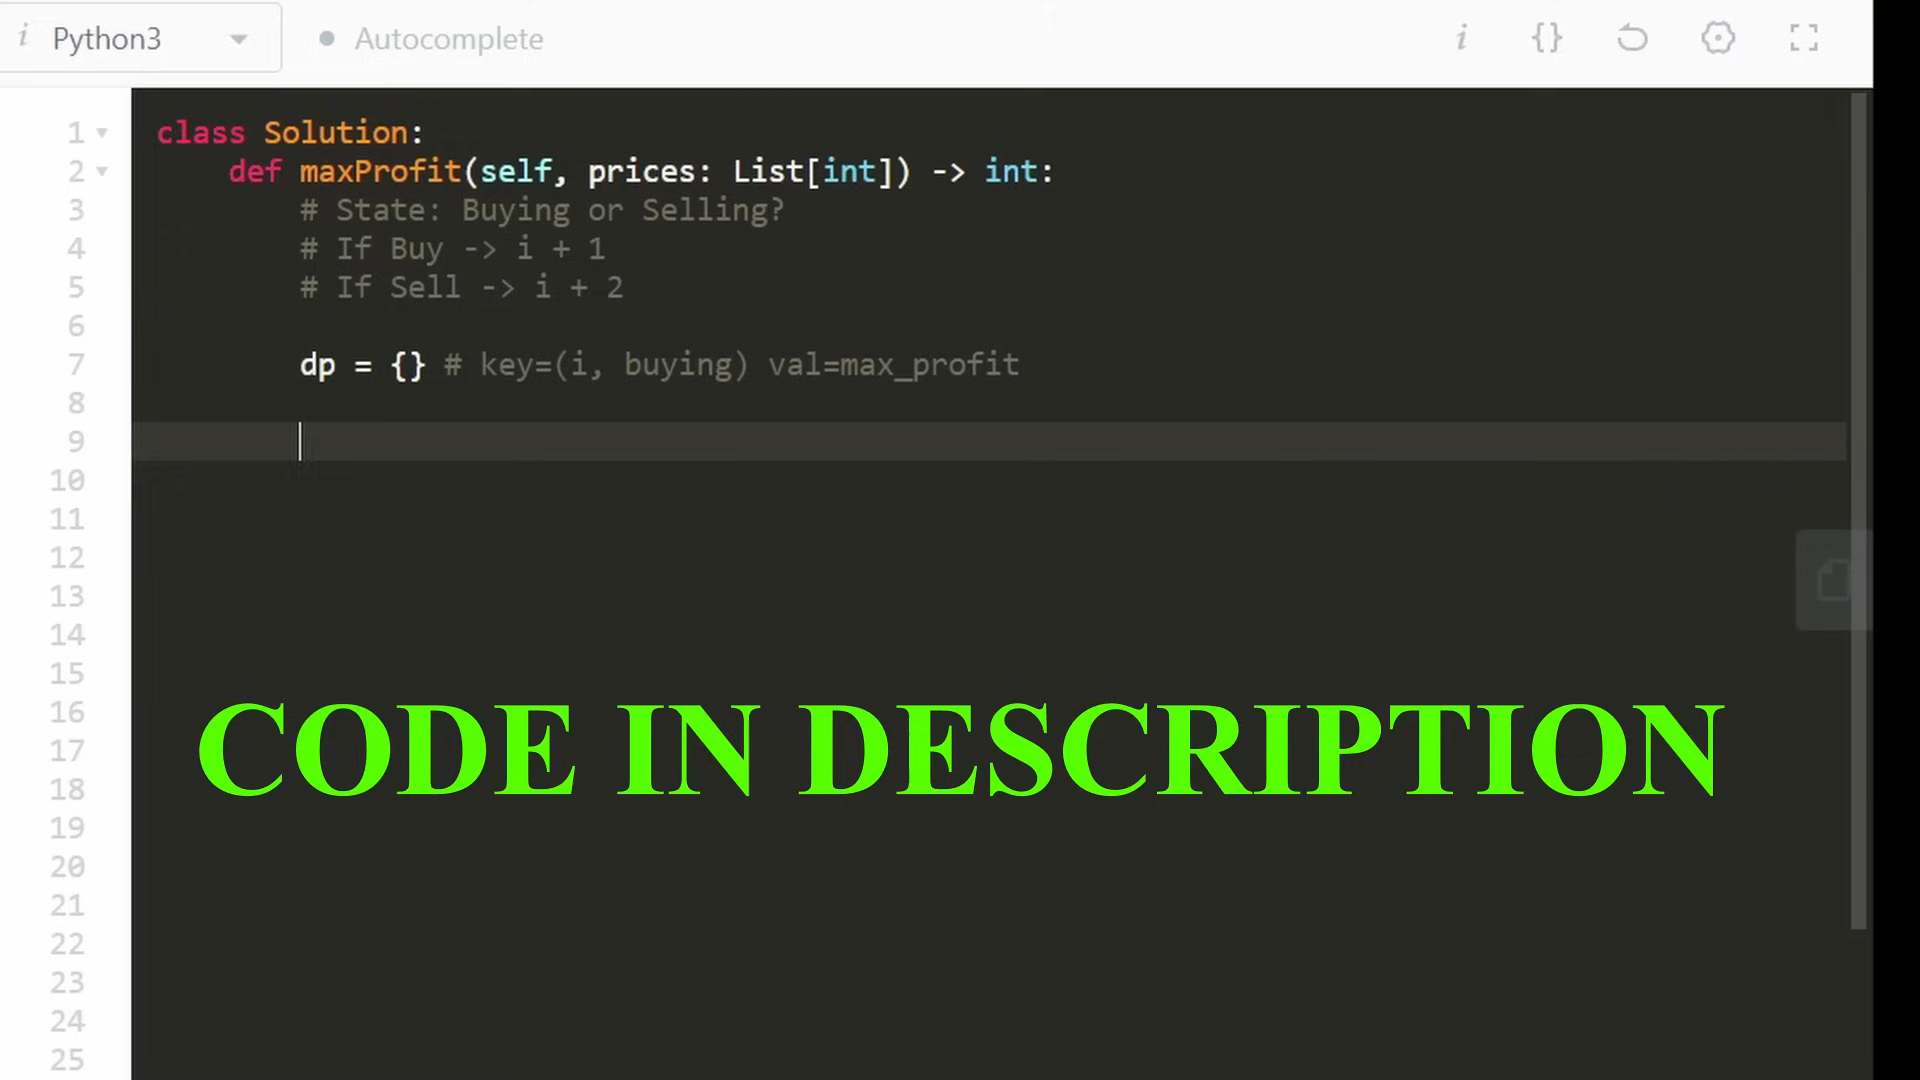 i Python3 Autocomplete i {}
1 class Solution:
2 def maxProfit(self, prices: List[int]) -> int:
3 # State: Buying or Selling?
4 # If Buy -> i + 1
5 # If Sell -> i + 2
6
7 dp = {} # key=(i, buying) val=max_profit
8
9
10
11
12
13
14
15
16
CODE IN DESCRIPTION
17
18
19
20
21
22
23
24
25